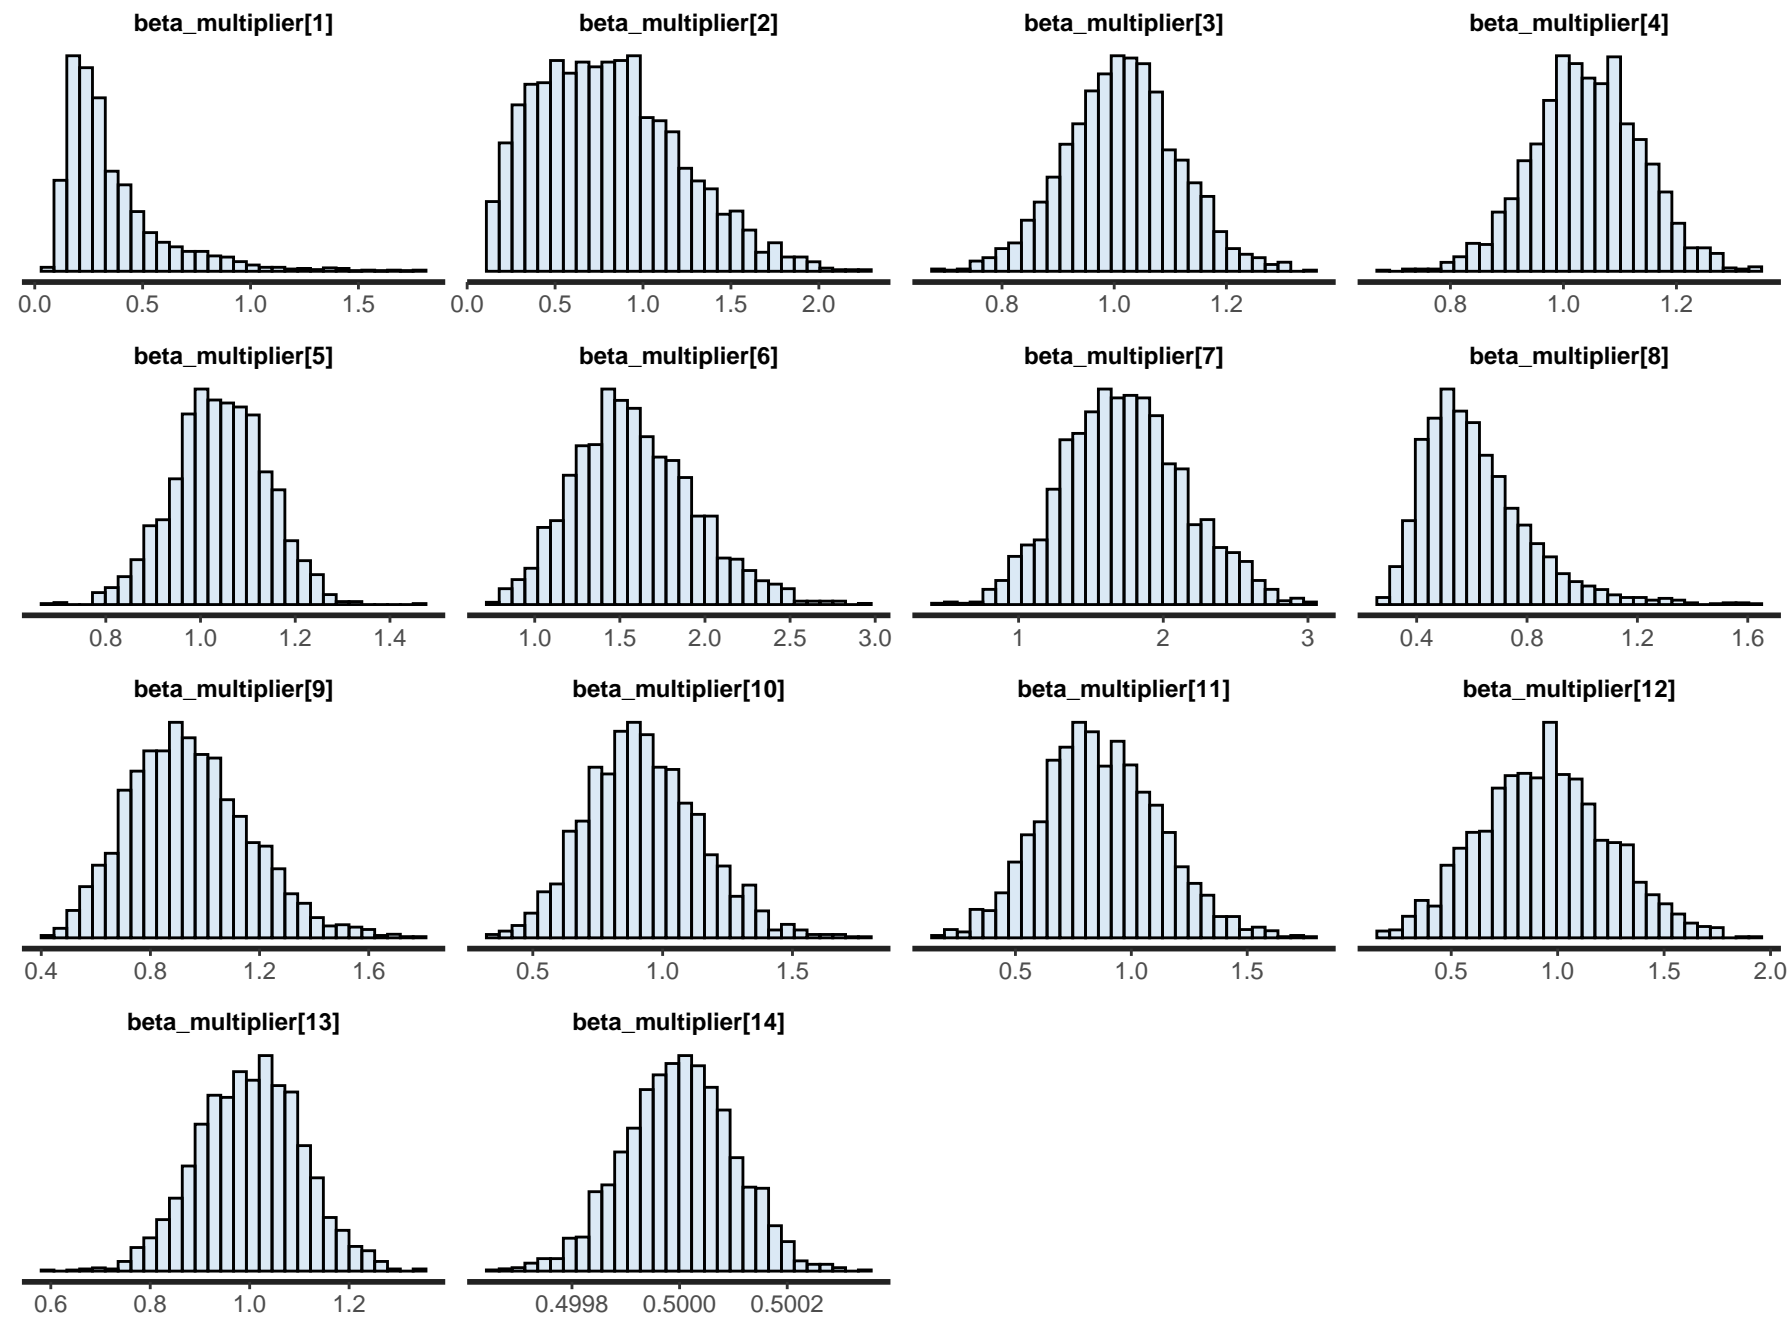 beta_multiplier[1] beta_multiplier[2] beta_multiplier[3] beta_multiplier[4]
0.0 0.5 1.0 1.5 0.0 0.5 1.0 1.5 2.0 0.8 1.0 1.2 0.8 1.0 1.2
beta_multiplier[5] beta_multiplier[6] beta_multiplier[7] beta_multiplier[8]
0.8 1.0 1.2 1.4 1.0 1.5 2.0 2.5 3.0 1 2 3 0.4 0.8 1.2 1.6
beta_multiplier[9] beta_multiplier[10] beta_multiplier[11] beta_multiplier[12]
0.4 0.8 1.2 1.6 0.5 1.0 1.5 0.5 1.0 1.5 0.5 1.0 1.5 2.0
beta_multiplier[13] beta_multiplier[14]
0.6 0.8 1.0 1.2 0.4998 0.5000 0.5002